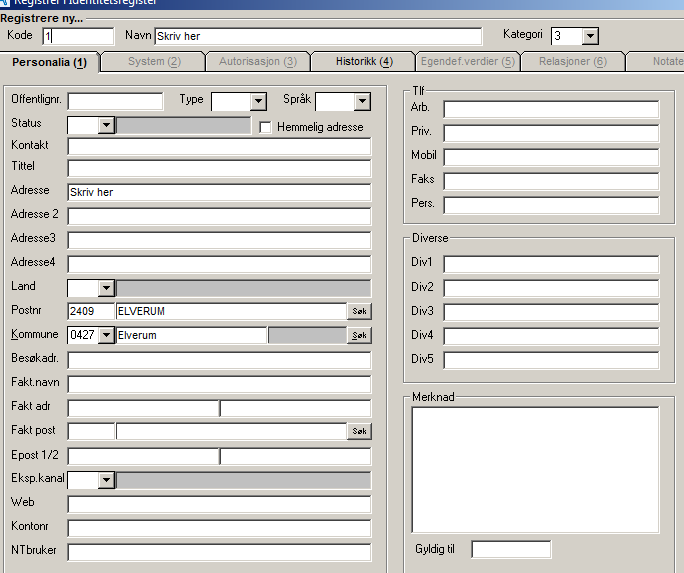 Registrer i Identitetsregister
Registrere ny...
Kode 1 Navn Skriv her Kategori 3
Personalia (1) System (2) Autorisasjon (3) Historikk (4) Egendef.verdier (5) Relasjoner (6) Notate
Offentlignr. Type Språk
Status Hemmelig adresse
Kontakt
Tittel
Adresse Skriv her
Adresse 2
Adresse3
Adresse4
Land
Postnr 2409 ELVERUM Søk
Kommune 0427 Elverum Søk
Besøkadr.
Fakt.navn
Fakt adr
Fakt post Søk
Epost 1/2
Eksp.kanal
Web
Kontonr
NTbruker
Tlf
Arb.
Priv.
Mobil
Faks
Pers.
Diverse
Div1
Div2
Div3
Div4
Div5
Merknad
Gyldig til